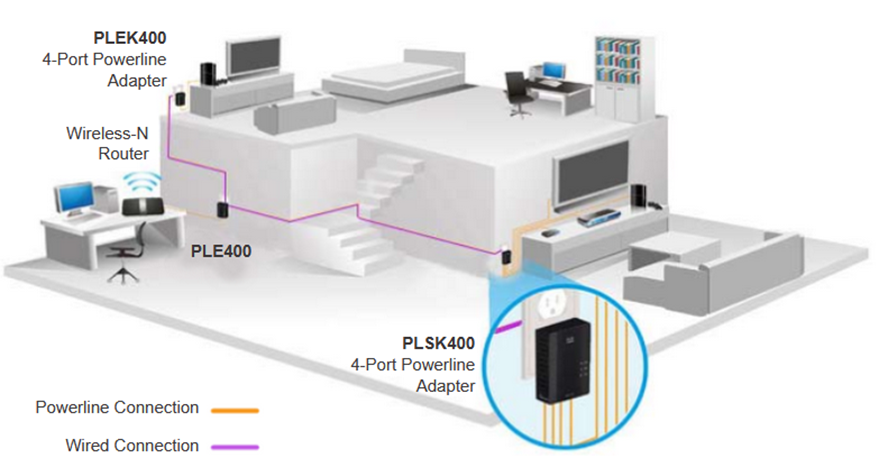 PLEK400
4-Port Powerline
Adapter
Wireless-N
Router
PLE400
PLSK400
4-Port Powerline
Adapter
Powerline Connection
Wired Connection